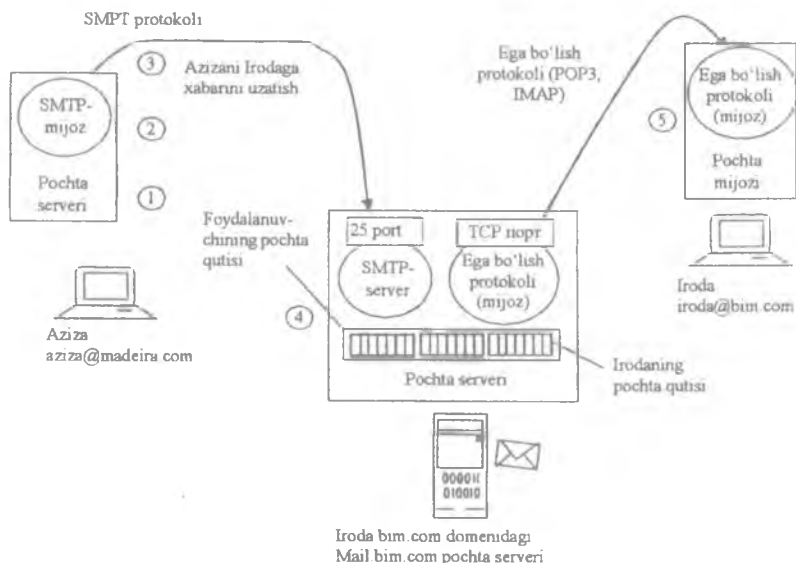 SMPT protokoli
3
Azizani Irodaga
xabarini uzatish
SMTP-
mijoz
2
Pochta
serveri
1
Aziza
aziza@madeira com
Ega bo‘lish
protokoli (POP3,
IMAP)
Ega bo‘lish
protokoli
(mijoz)
5
Pochta
mijozi
Iroda
iroda@bim com
Foydalanuv-
chining pochta
qutisi
25 port
TCP порт
SMTP-
server
Ega bo‘lish
protokoli
(mijoz)
4
Pochta serveri
Irodaning
pochta qutisi
010010
Iroda bim.com domenidagi
Mail.bim.com pochta serveri